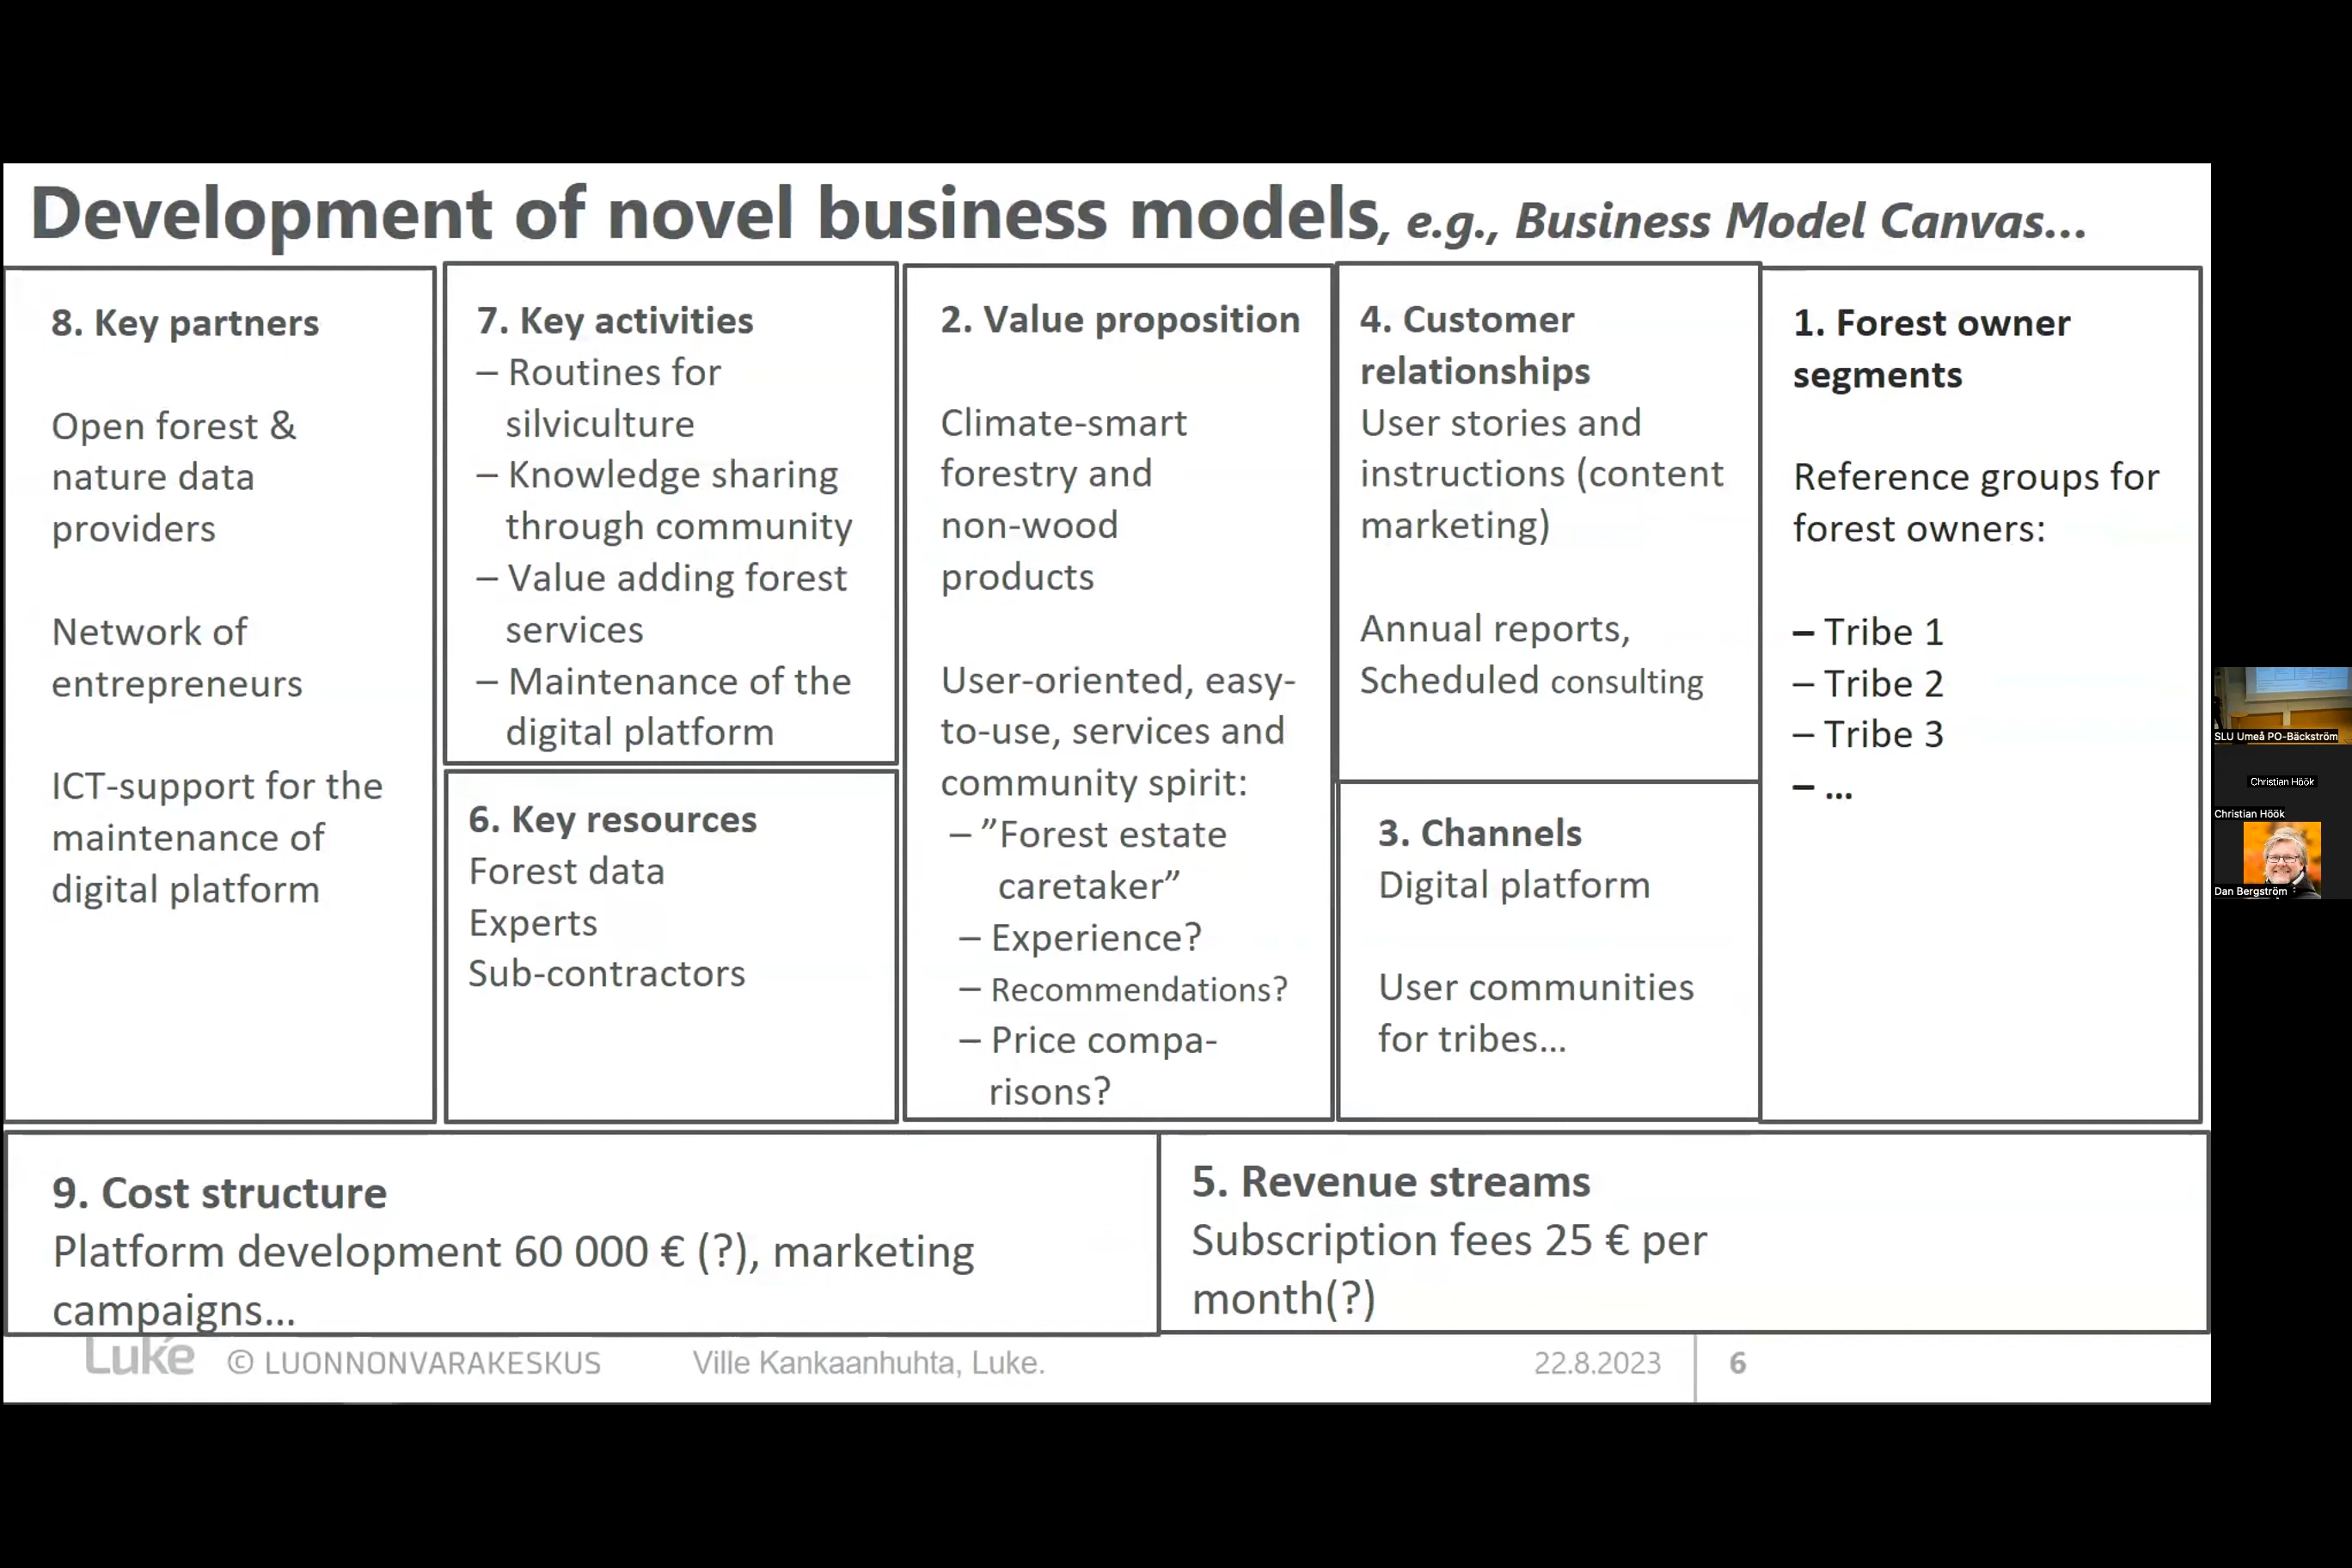 Development of novel business models, e.g., Business Model Canvas...
8. Key partners
Open forest &
nature data
providers
Network of
entrepreneurs
ICT-support for the
maintenance of
digital platform
7. Key activities
– Routines for
silviculture
– Knowledge sharing
through community
– Value adding forest
services
– Maintenance of the
digital platform
6. Key resources
Forest data
Experts
Sub-contractors
2. Value proposition
Climate-smart
forestry and
non-wood
products
User-oriented, easy-
to-use, services and
community spirit:
– ”Forest estate
caretaker”
– Experience?
– Recommendations?
– Price compa-
risons?
4. Customer
relationships
User stories and
instructions (content
marketing)
Annual reports,
Scheduled consulting
3. Channels
Digital platform
User communities
for tribes...
1. Forest owner
segments
Reference groups for
forest owners:
– Tribe 1
– Tribe 2
– Tribe 3
– ...
9. Cost structure
Platform development 60 000 € (?), marketing
campaigns...
5. Revenue streams
Subscription fees 25 € per
month(?)
Luke © LUONNONVARAKESKUS Ville Kankaanhuhta, Luke. 22.8.2023 6
SLU Umeå PO-Bäckström
Christian Höök
Christian Höök
Dan Bergström